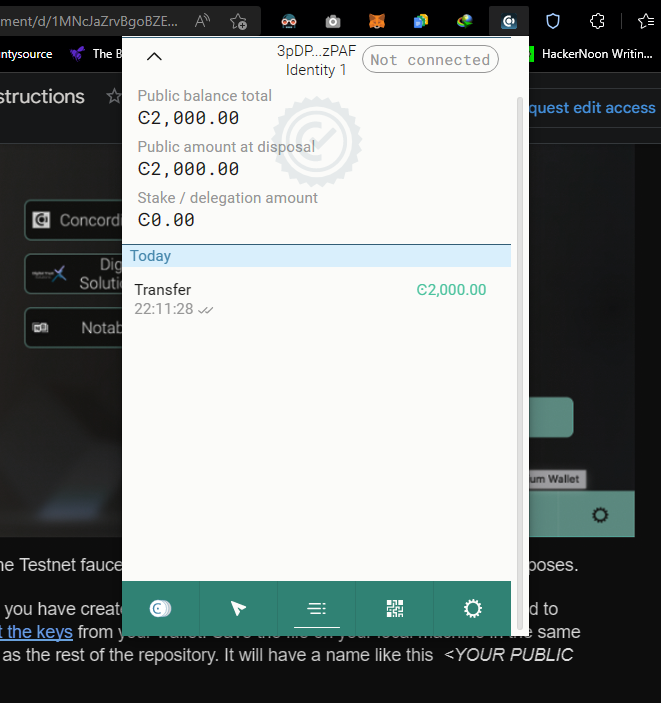 ment/d/1MNcJaZrvBgoBZE...
ntysource
The B
HackerNoon Writin...
structions
quest edit access
3pDP...zPAF
Identity 1
Not connected
Public balance total
Ͼ2,000.00
Public amount at disposal
Ͼ2,000.00
Stake / delegation amount
Ͼ0.00
Today
Transfer
Ͼ2,000.00
22:11:28
Concordi
Dig
Soluti
Notab
um Wallet
ne Testnet fauce
poses.
you have create
d to
t the keys from your wallet. Save the file on your local machine in the same
as the rest of the repository. It will have a name like this <YOUR PUBLIC